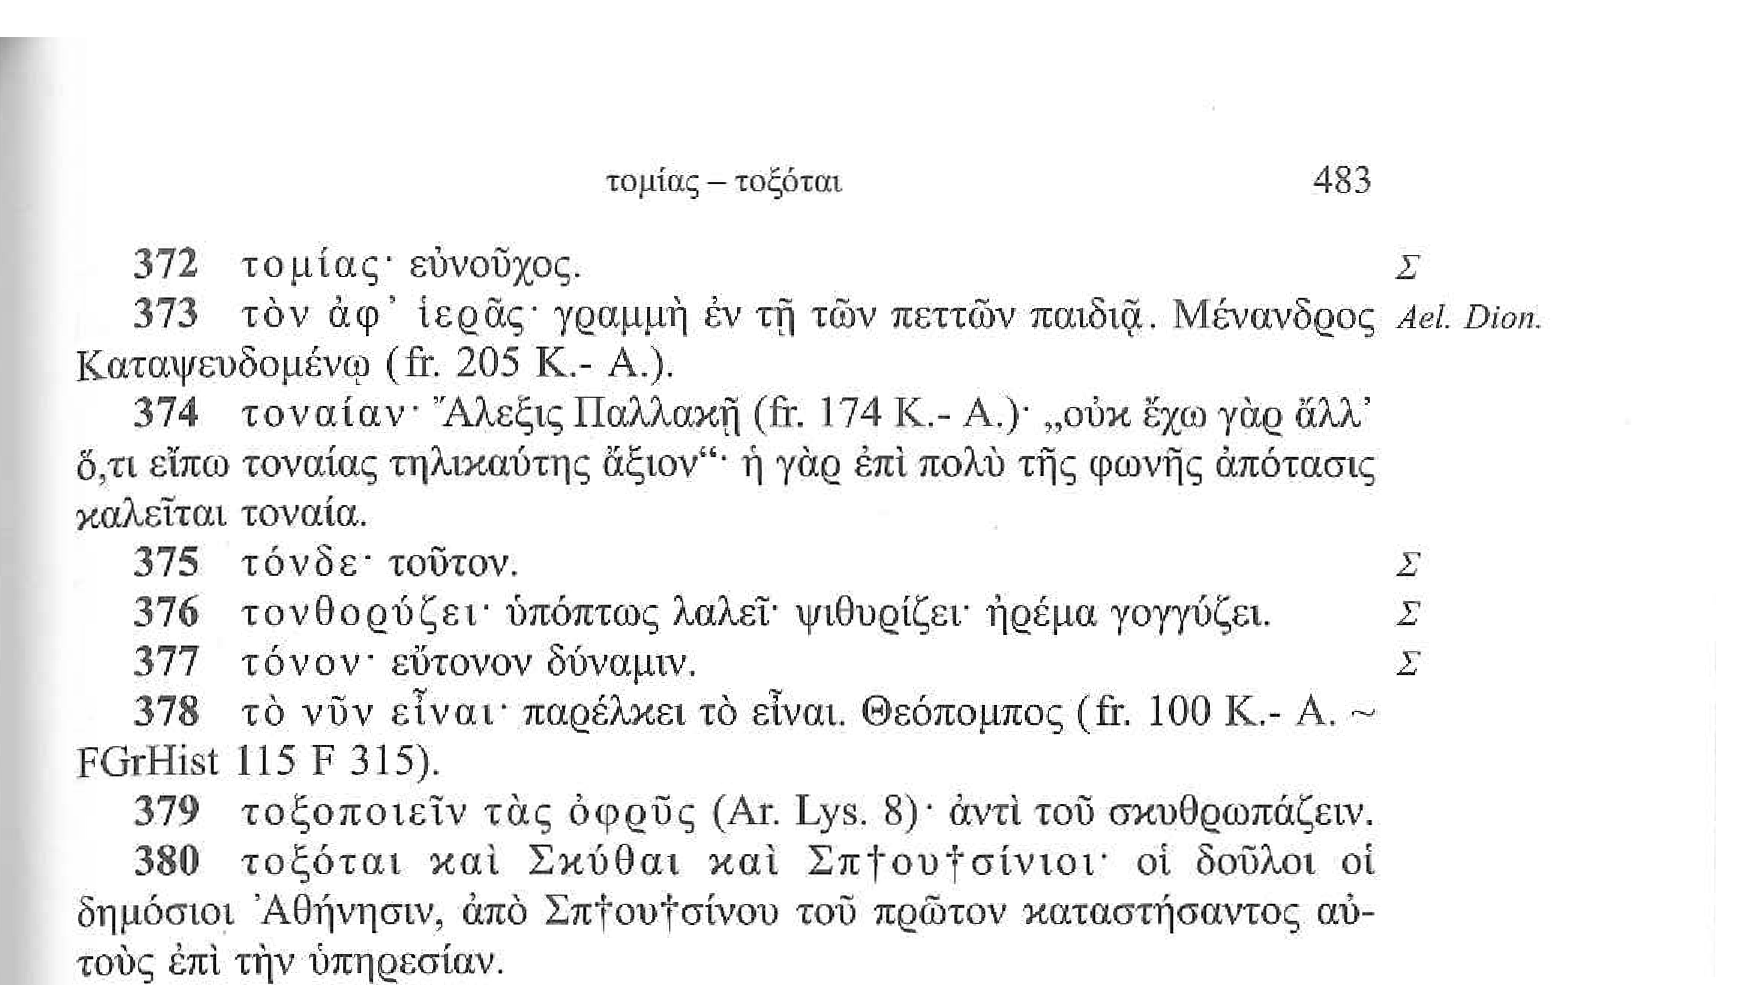 τομίας – τοξόται 483
372 τομίας· εὐνοῦχος. Σ
373 τὸν ἀφ᾽ ἱερᾶς· γραμμὴ ἐν τῇ τῶν πεττῶν παιδιᾷ. Μένανδρος Ael. Dion.
Καταψευδομένῳ (fr. 205 K.- A.).
374 τοναίαν· Ἄλεξις Παλλακῇ (fr. 174 K.- A.)· „οὐκ ἔχω γὰρ ἄλλ᾽
ὅ,τι εἴπω τοναίας τηλικαύτης ἄξιον“· ἡ γὰρ ἐπὶ πολὺ τῆς φωνῆς ἀπότασις
καλεῖται τοναία.
375 τόνδε· τοῦτον. Σ
376 τονθορύζει· ὑπόπτως λαλεῖ· ψιθυρίζει· ἠρέμα γογγύζει. Σ
377 τόνον· εὔτονον δύναμιν. Σ
378 τὸ νῦν εἶναι· παρέλκει τὸ εἶναι. Θεόπομπος (fr. 100 K.- A. ~
FGrHist 115 F 315).
379 τοξοποιεῖν τὰς ὀφρῦς (Ar. Lys. 8)· ἀντὶ τοῦ σκυθρωπάζειν.
380 τοξόται καὶ Σκύθαι καὶ Σπ†ου†σίνιοι· οἱ δοῦλοι οἱ
δημόσιοι Ἀθήνησιν, ἀπὸ Σπ†ου†σίνου τοῦ πρῶτον καταστήσαντος αὐ-
τοὺς ἐπὶ τὴν ὑπηρεσίαν.